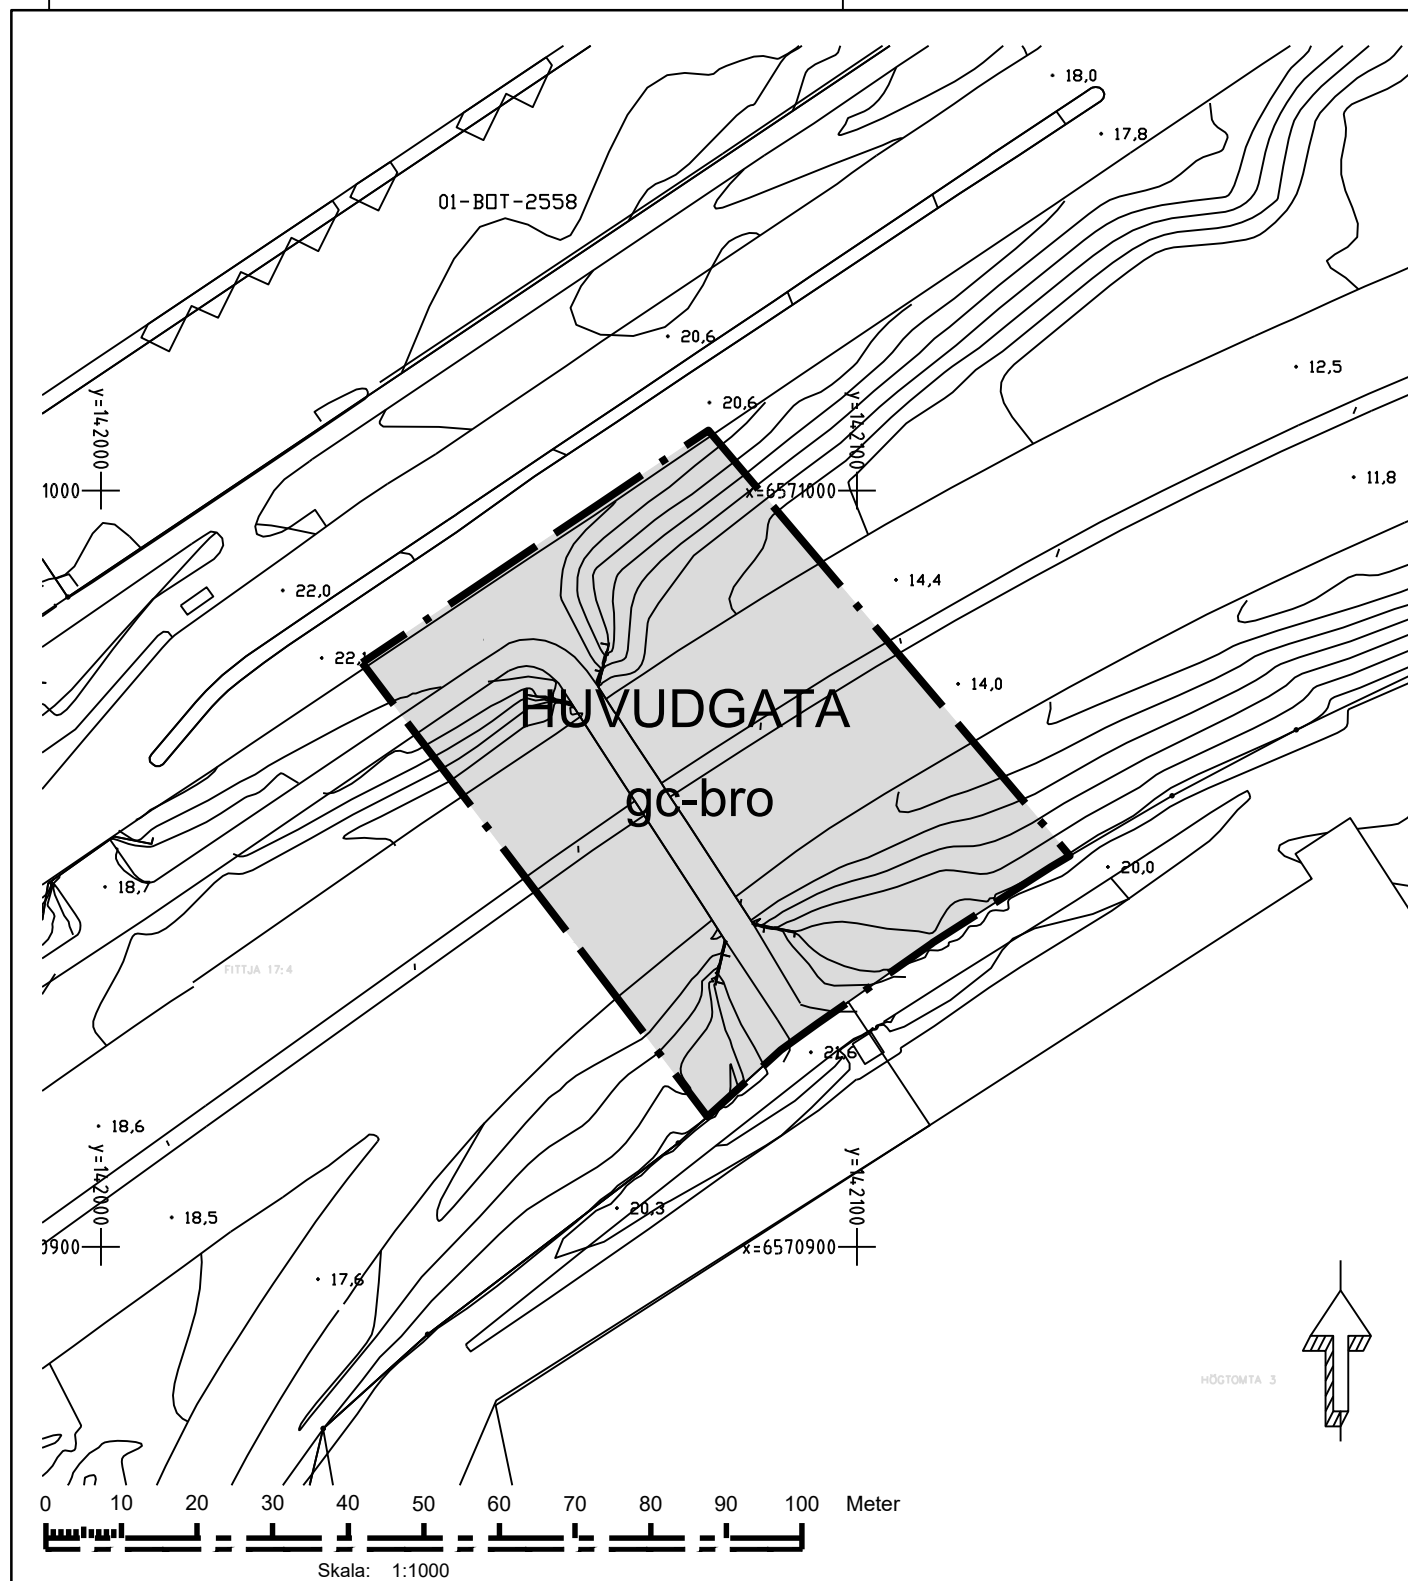 18,0
17,8
01-BOT-2558
20,6
12,5
20,6
y=142000
y=142100
1000
x=6571000
11,8
14,4
22,0
22,1
14,0
HUVUDGATA
gc-bro
20,0
18,7
FITTJA 17:4
21,6
18,6
y=142000
y=142100
20,3
18,5
0900
x=6570900
17,6
HÖGTOMTA 3
0 10 20 30 40 50 60 70 80 90 100 Meter
Skala: 1:1000